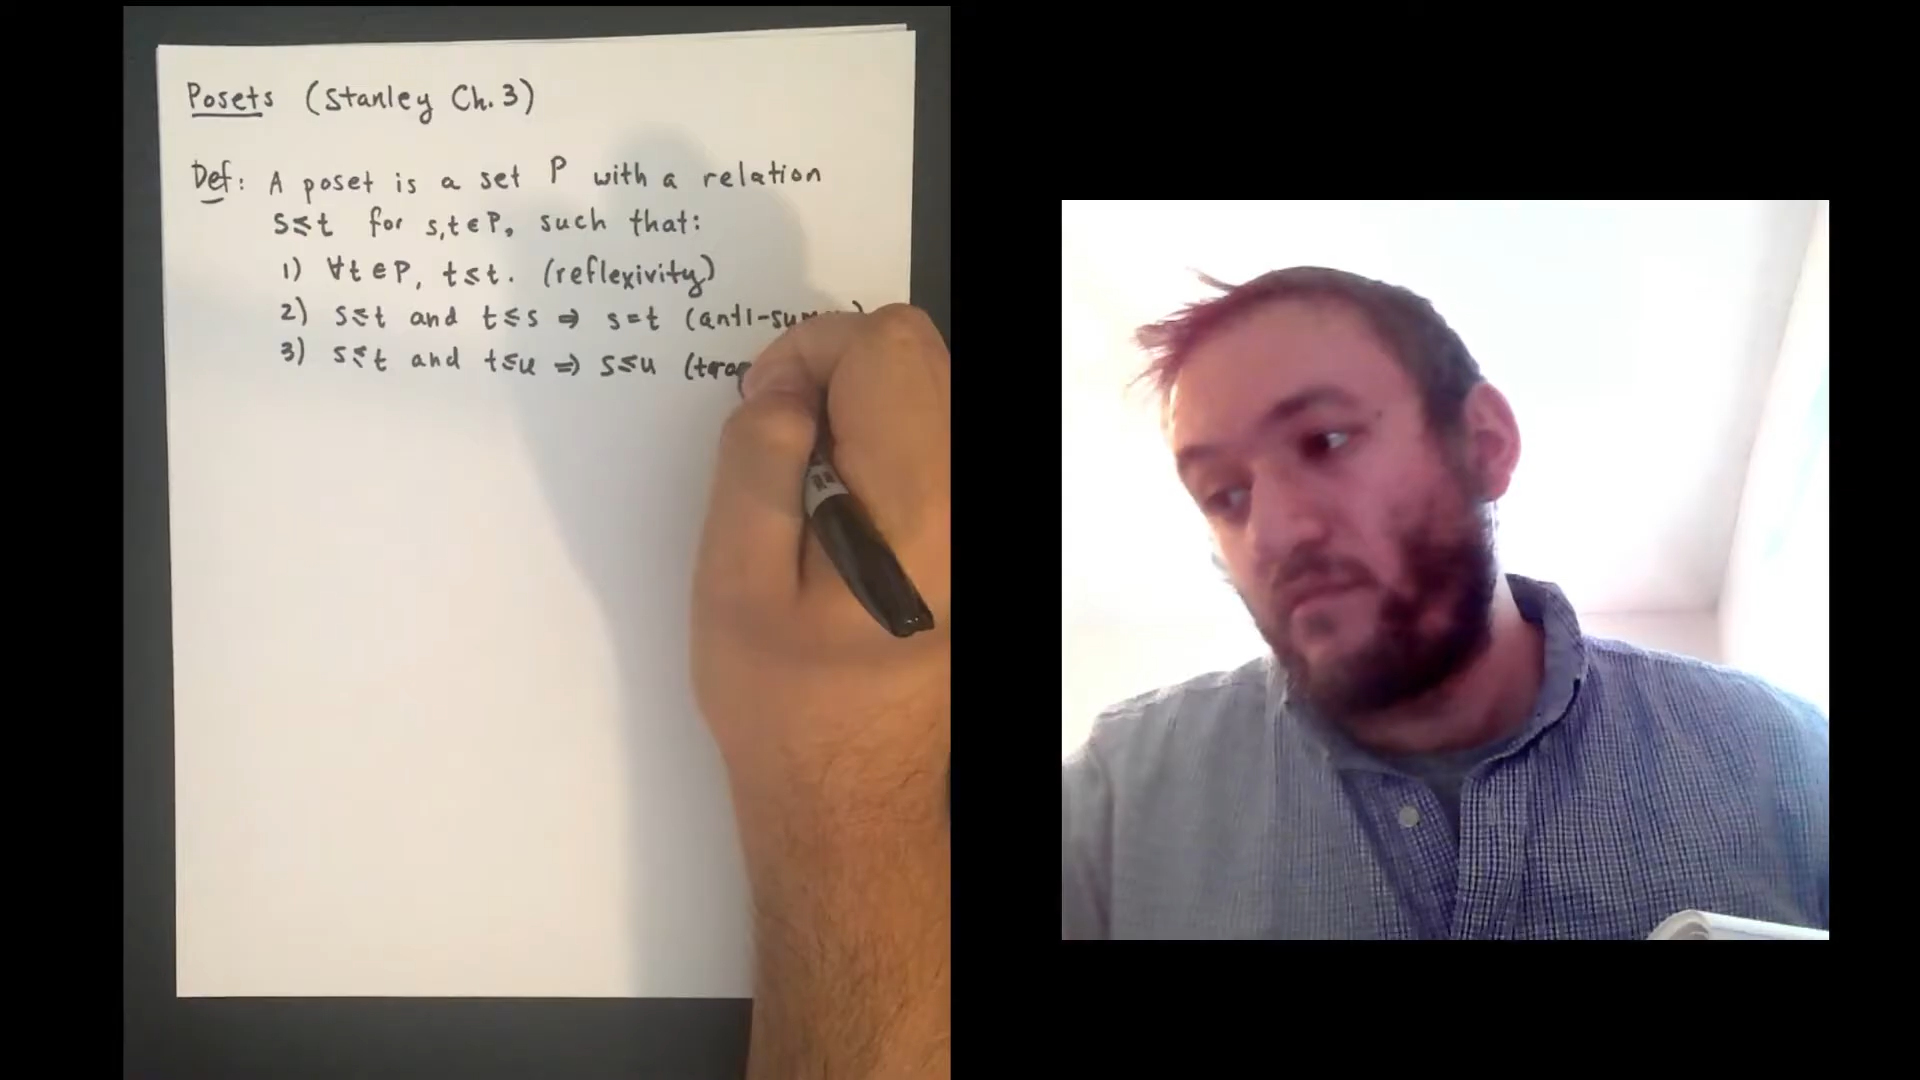 Posets (Stanley Ch. 3)
Def: A poset is a set P with a relation
s≤t for s,t∈P, such that:
1) ∀t∈P, t≤t. (reflexivity)
2) s≤t and t≤s ⇒ s=t
3) s≤t and t≤u ⇒ s≤u